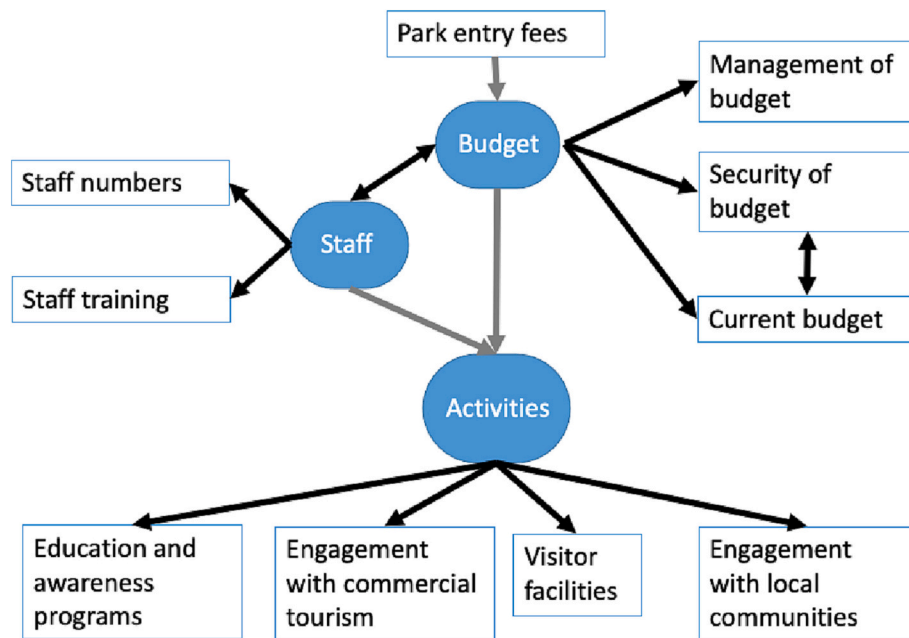 Park entry fees
Management of
budget
Budget
Staff numbers
Security of
budget
Staff
Staff training
Current budget
Activities
Education and
awareness
programs
Engagement
with commercial
tourism
Visitor
facilities
Engagement
with local
communities